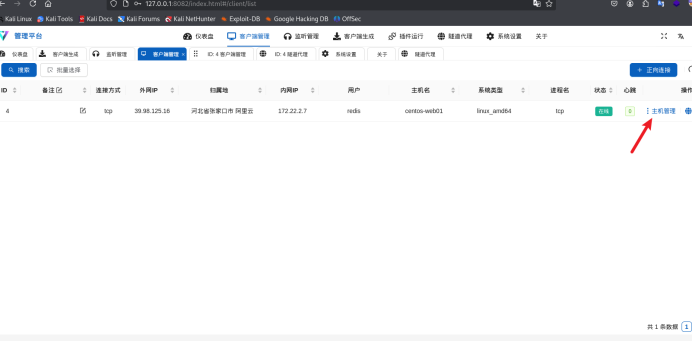 127.0.0.1:8082/index.html#/client/list
Kali Linux Kali Tools Kali Docs Kali Forums Kali NetHunter Exploit-DB Google Hacking DB OffSec
管理平台 仪表盘 客户端管理 监听管理 客户端生成 插件运行 隧道代理 系统设置 关于
仪表盘 客户端生成 监听管理 客户端管理 × ID: 4 客户端管理 ID: 4 隧道代理 系统设置 关于 隧道代理
搜索 批量选择 + 正向连接
ID 备注 连接方式 外网IP 归属地 内网IP 用户 主机名 系统类型 进程名 状态 心跳 操作
4 tcp 39.98.125.16 河北省张家口市 阿里云 172.22.2.7 redis centos-web01 linux_amd64 tcp 在线 0 主机管理
共 1 条数据 1